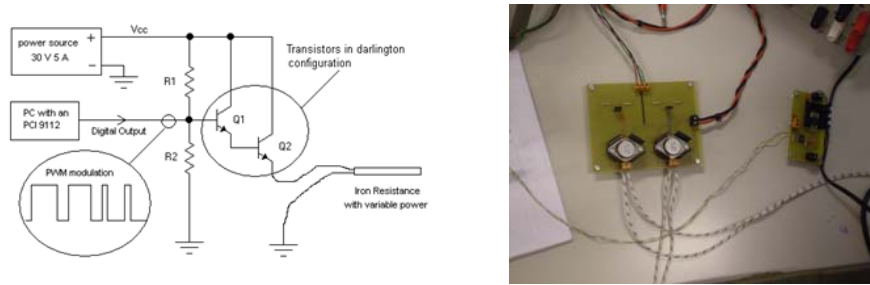 Vcc
power source
30 V 5 A
+
−
R1
Transistors in darlington
configuration
PC with an
PCI 9112
Digital Output
Q1
Q2
R2
PWM modulation
Iron Resistance
with variable power